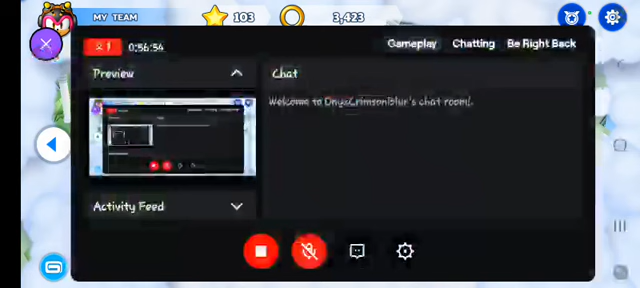 MY TEAM
103
3,423
1
0:56:54
Gameplay
Chatting
Be Right Back
Preview
Chat
Welcome to OnyxCrimsonBlur's chat room!.
Activity Feed